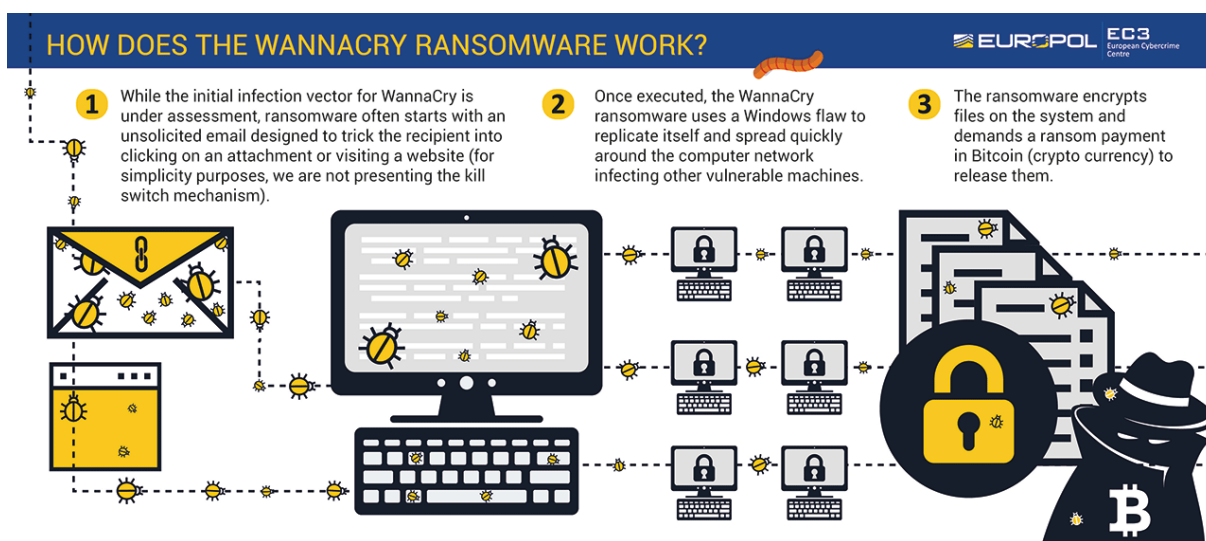 HOW DOES THE WANNACRY RANSOMWARE WORK?
EUROPOL
EC3
European Cybercrime
Centre
1
While the initial infection vector for WannaCry is
under assessment, ransomware often starts with an
unsolicited email designed to trick the recipient into
clicking on an attachment or visiting a website (for
simplicity purposes, we are not presenting the kill
switch mechanism).
2
Once executed, the WannaCry
ransomware uses a Windows flaw to
replicate itself and spread quickly
around the computer network
infecting other vulnerable machines.
3
The ransomware encrypts
files on the system and
demands a ransom payment
in Bitcoin (crypto currency) to
release them.